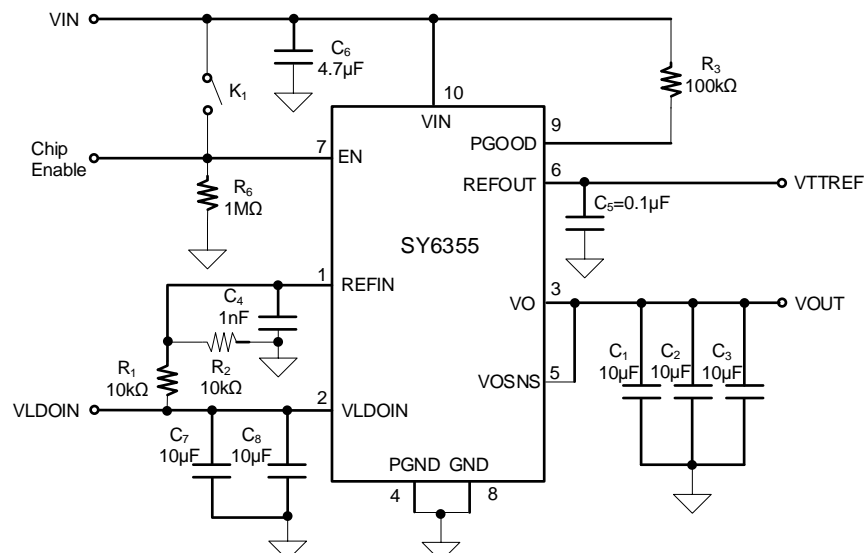 VIN
C6
4.7µF
R3
100kΩ
K1
10
VIN
9
PGOOD
Chip
Enable
7
EN
6
REFOUT
VTTREF
R6
1MΩ
C5=0.1µF
SY6355
1
REFIN
C4
1nF
3
VO
VOUT
R2
10kΩ
R1
10kΩ
C1
10µF
C2
10µF
C3
10µF
5
VOSNS
VLDOIN
2
VLDOIN
C7
10µF
C8
10µF
PGND
GND
4
8